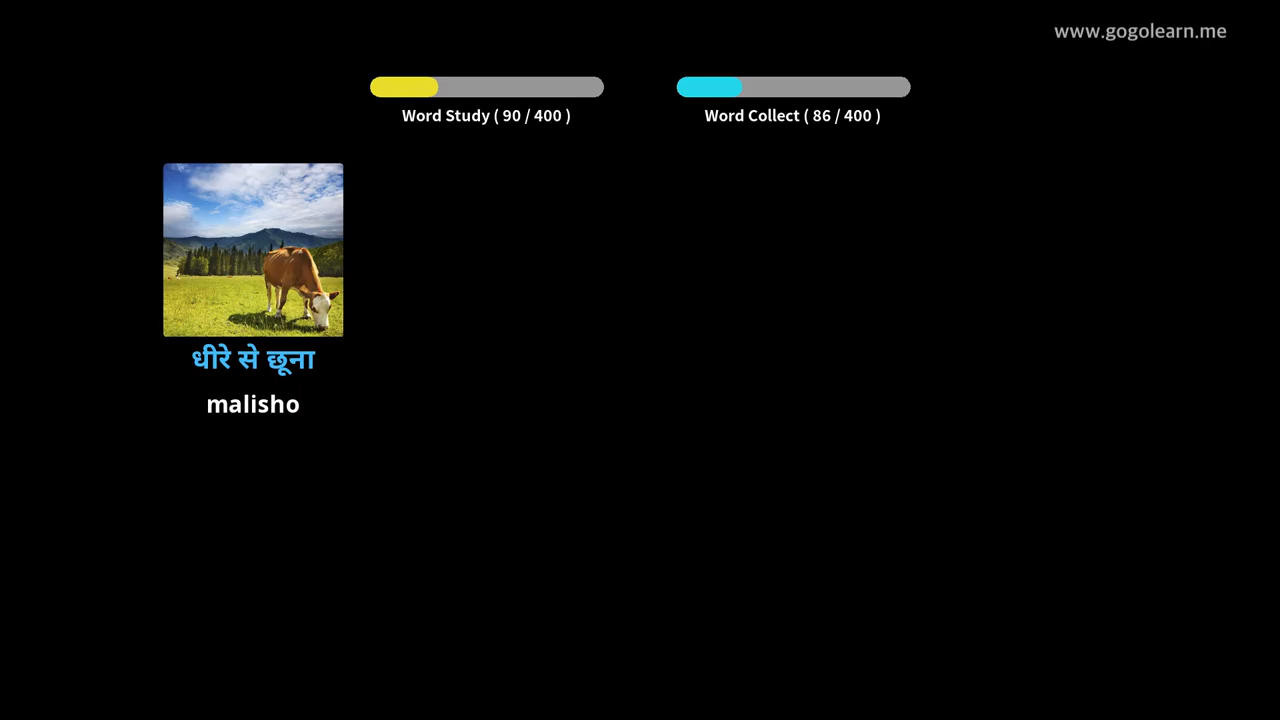 www.gogolearn.me
Word Study ( 90 / 400 )
Word Collect ( 86 / 400 )
धीरे से छूना
malisho